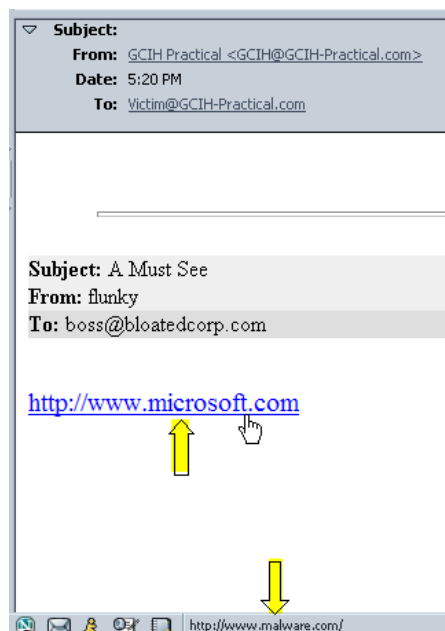 Subject:
From: GCIH Practical <GCIH@GCIH-Practical.com>
Date: 5:20 PM
To: Victim@GCIH-Practical.com
Subject: A Must See
From: flunky
To: boss@bloatedcorp.com
http://www.microsoft.com
http://www.malware.com/